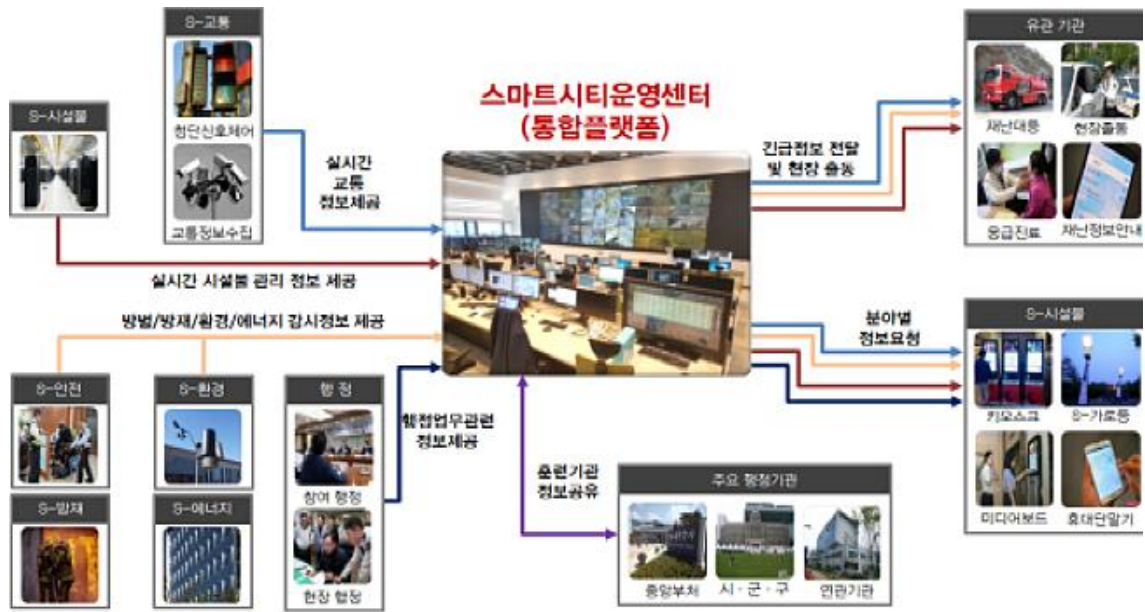 S-교통
첨단신호제어
교통정보수집
S-시설물
실시간
교통
정보제공
실시간 시설물 관리 정보 제공
방범/방재/환경/에너지 감시정보 제공
S-안전
S-환경
S-방재
S-에너지
행 정
참여 행정
현장 행정
행정업무관련
정보제공
스마트시티운영센터
(통합플랫폼)
긴급정보 전달
및 현장 출동
유관 기관
재난대응
현장출동
응급진료
재난정보안내
분야별
정보요청
S-시설물
키오스크
S-가로등
미디어보드
휴대단말기
훈련기관
정보공유
주요 행정기관
중앙부처
시·군·구
연관기관